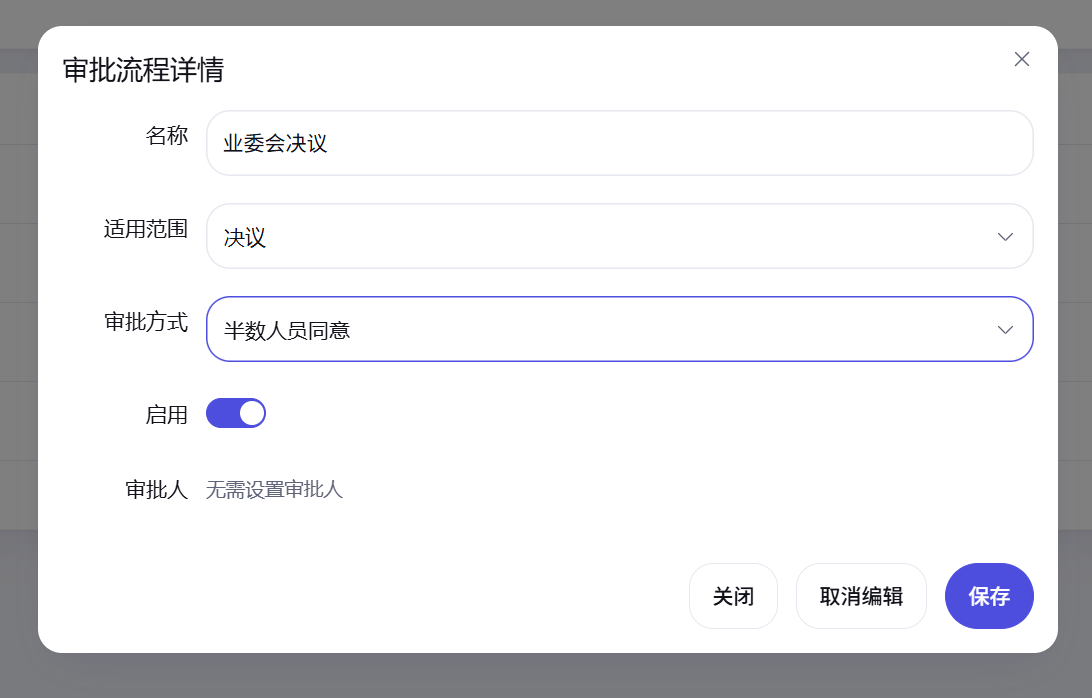 审批流程详情
名称
业委会决议
适用范围
决议
审批方式
半数人员同意
启用
审批人
无需设置审批人
关闭
取消编辑
保存